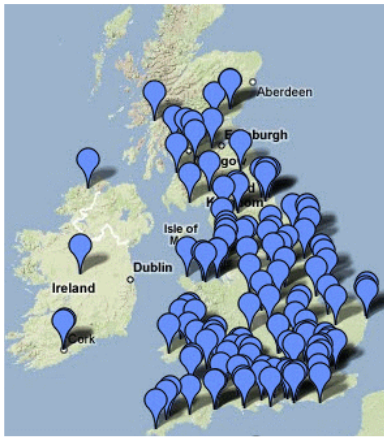 Aberdeen
Edinburgh
Isle of
Dublin
Ireland
Cork